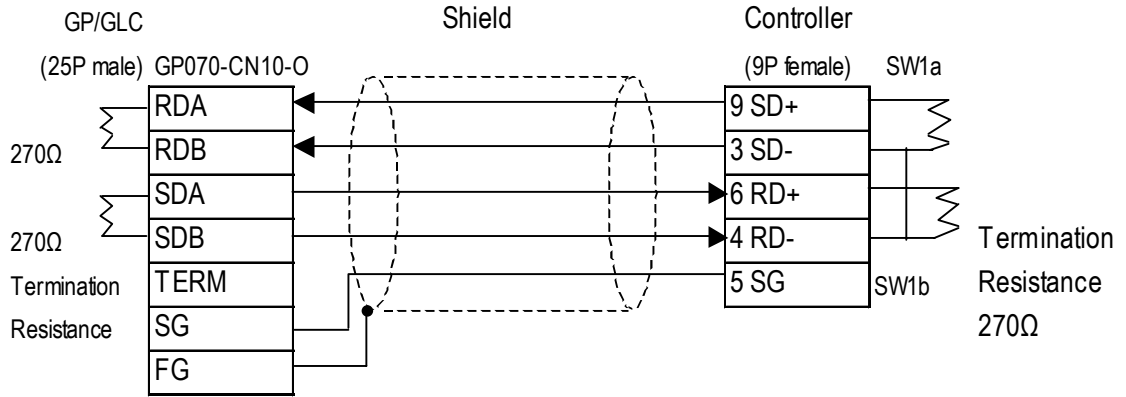 GP/GLC Shield Controller
(25P male) GP070-CN10-O (9P female) SW1a
RDA 9 SD+
270Ω RDB 3 SD-
SDA 6 RD+
270Ω SDB 4 RD- Termination
Termination TERM 5 SG SW1b Resistance
Resistance SG 270Ω
FG